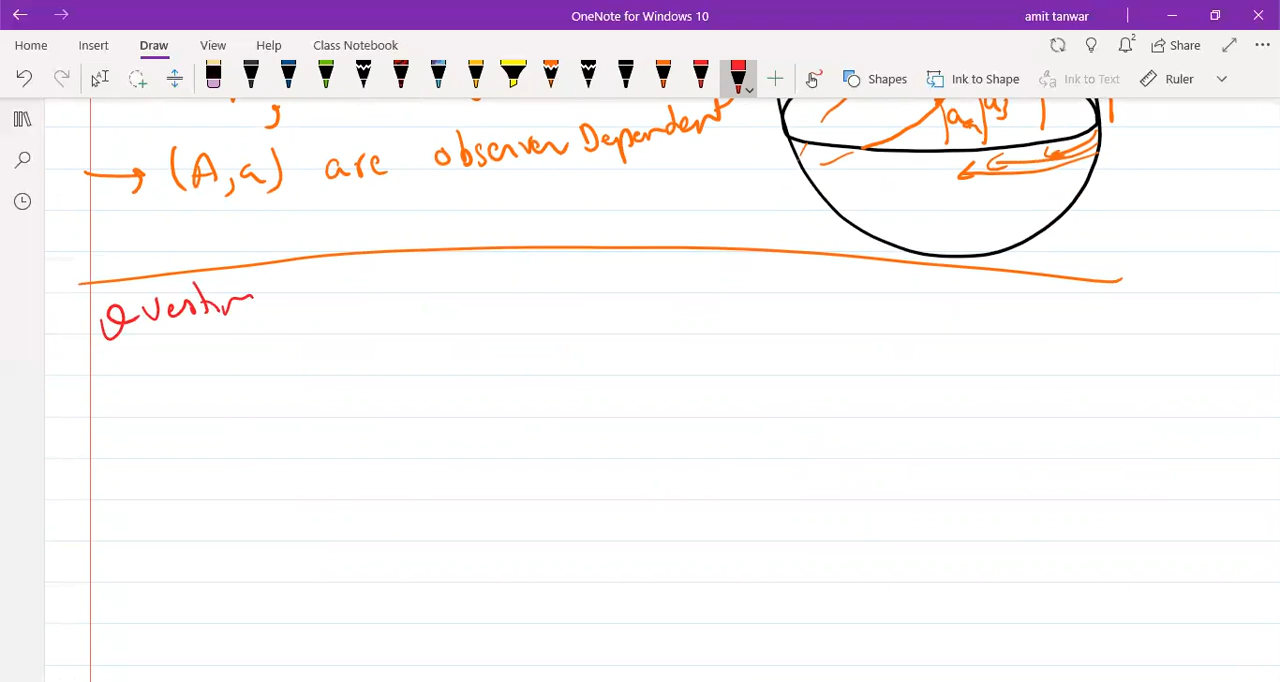 OneNote for Windows 10
amit tanwar
Home Insert Draw View Help Class Notebook
Share
Shapes Ink to Shape Ink to Text Ruler
→ (A, a) are observer Dependent
Question